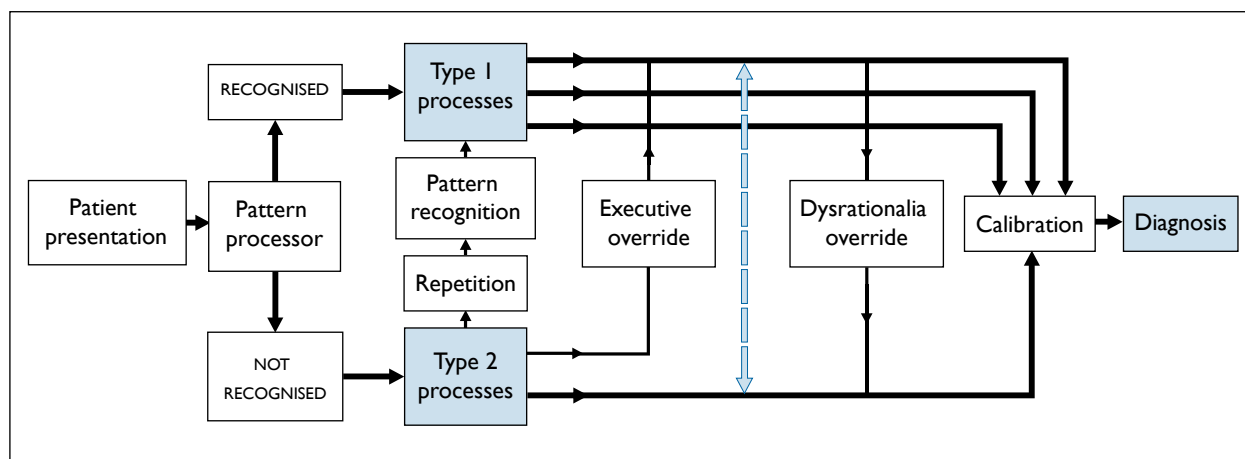 RECOGNISED
Type 1
processes
Patient
presentation
Pattern
processor
Pattern
recognition
Executive
override
Dysrationalia
override
Calibration
Diagnosis
Repetition
NOT
RECOGNISED
Type 2
processes